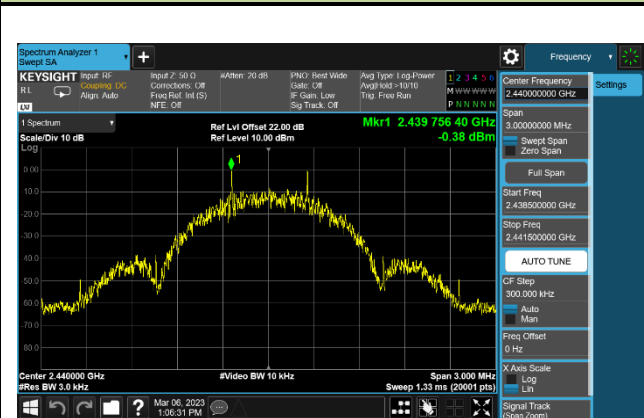 Spectrum Analyzer 1
Swept SA
+
Frequency
KEYSIGHT
RL
Input: RF
Coupling: DC
Align: Auto
Input Z: 50 Ω
Corrections: Off
Freq Ref: Int (S)
NFE: Off
#Atten: 20 dB
PNO: Best Wide
Gate: Off
IF Gain: Low
Sig Track: Off
Avg Type: Log-Power
Avg|Hold:>10/10
Trig: Free Run
1 2 3 4 5 6
M W W W W W
P N N N N N
1 Spectrum
Scale/Div 10 dB
Log
Ref Lvl Offset 22.00 dB
Ref Level 10.00 dBm
Mkr1 2.439 756 40 GHz
-0.38 dBm
1
0.00
-10.0
-20.0
-30.0
-40.0
-50.0
-60.0
-70.0
-80.0
Center 2.440000 GHz
#Res BW 3.0 kHz
#Video BW 10 kHz
Span 3.000 MHz
Sweep 1.33 ms (20001 pts)
?
Mar 06, 2023
1:06:31 PM
Center Frequency
2.440000000 GHz
Span
3.00000000 MHz
Swept Span
Zero Span
Full Span
Start Freq
2.438500000 GHz
Stop Freq
2.441500000 GHz
AUTO TUNE
CF Step
300.000 kHz
Auto
Man
Freq Offset
0 Hz
X Axis Scale
Log
Lin
Signal Track
(Span Zoom)
Settings